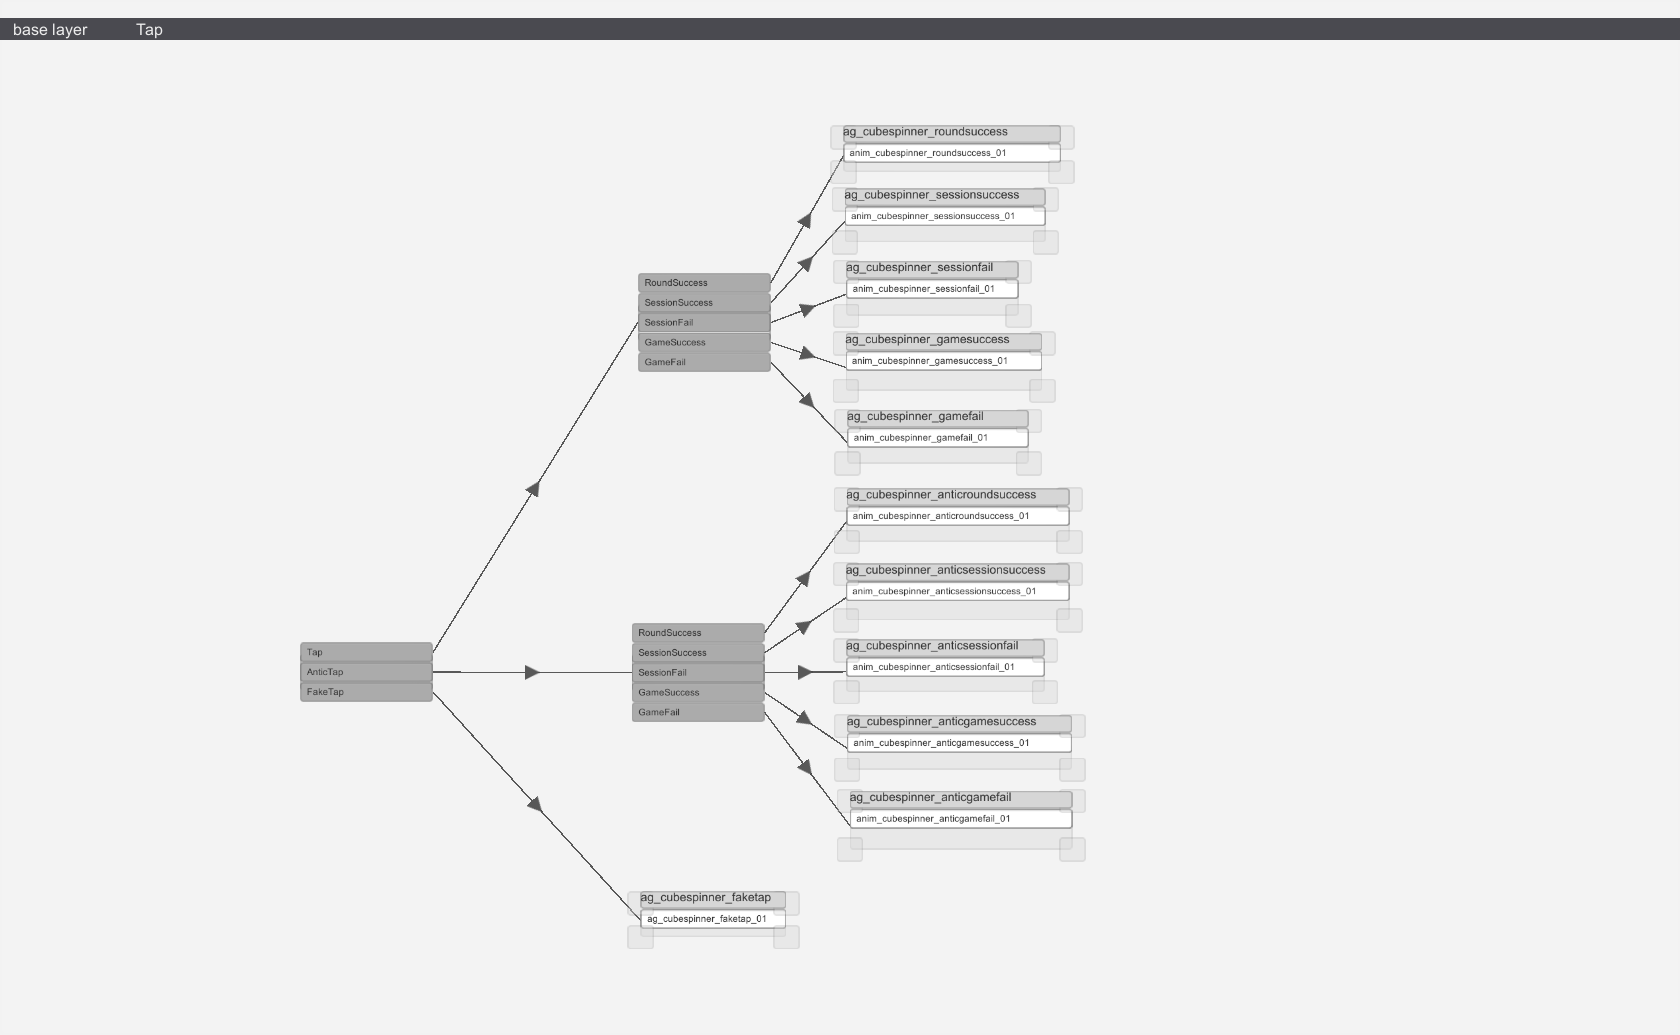 base layer Tap
ag_cubespinner_roundsuccess
anim_cubespinner_roundsuccess_01
ag_cubespinner_sessionsuccess
anim_cubespinner_sessionsuccess_01
ag_cubespinner_sessionfail
anim_cubespinner_sessionfail_01
ag_cubespinner_gamesuccess
anim_cubespinner_gamesuccess_01
ag_cubespinner_gamefail
anim_cubespinner_gamefail_01
RoundSuccess
SessionSuccess
SessionFail
GameSuccess
GameFail
ag_cubespinner_anticroundsuccess
anim_cubespinner_anticroundsuccess_01
ag_cubespinner_anticsessionsuccess
anim_cubespinner_anticsessionsuccess_01
ag_cubespinner_anticsessionfail
anim_cubespinner_anticsessionfail_01
ag_cubespinner_anticgamesuccess
anim_cubespinner_anticgamesuccess_01
ag_cubespinner_anticgamefail
anim_cubespinner_anticgamefail_01
RoundSuccess
SessionSuccess
SessionFail
GameSuccess
GameFail
Tap
AnticTap
FakeTap
ag_cubespinner_faketap
ag_cubespinner_faketap_01